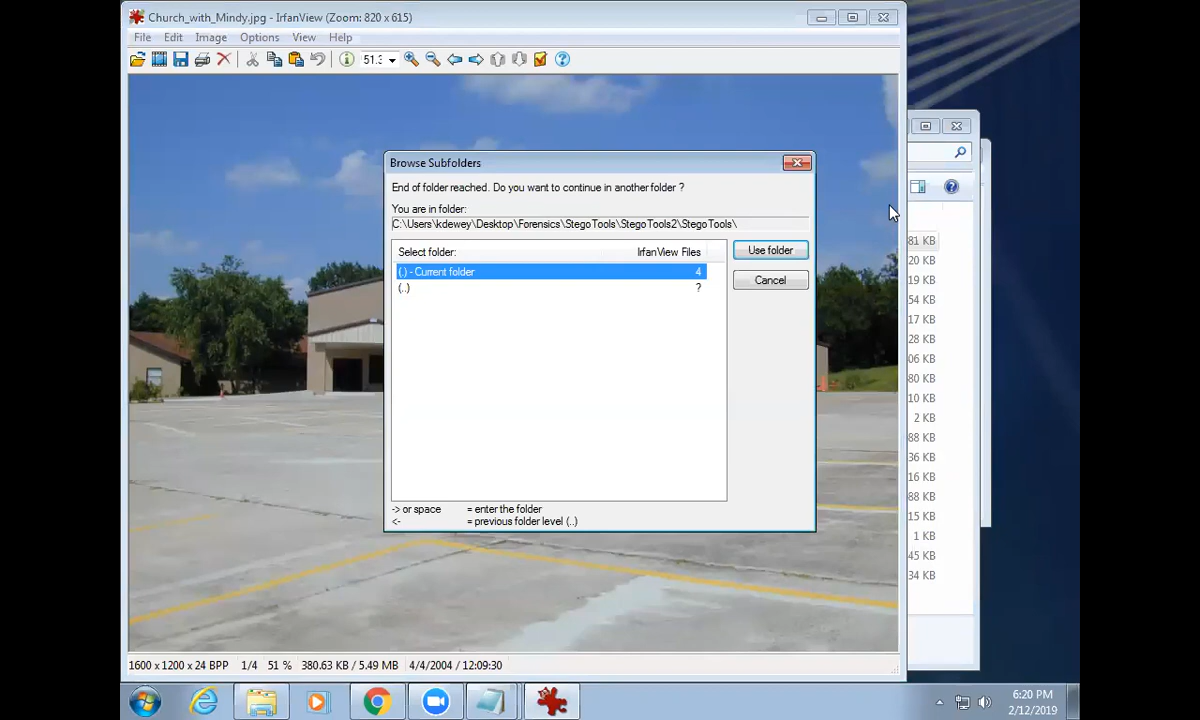 Church_with_Mindy.jpg - IrfanView (Zoom: 820 x 615)
File Edit Image Options View Help
51.3
Browse Subfolders
End of folder reached. Do you want to continue in another folder ?
You are in folder:
C:\Users\kdewey\Desktop\Forensics\StegoTools\StegoTools2\StegoTools\
Select folder: IrfanView Files
(.) - Current folder 4
(..) ?
Use folder
Cancel
-> or space = enter the folder
<- = previous folder level (..)
81 KB
20 KB
19 KB
54 KB
17 KB
28 KB
06 KB
80 KB
10 KB
2 KB
88 KB
36 KB
16 KB
88 KB
15 KB
1 KB
45 KB
34 KB
1600 x 1200 x 24 BPP 1/4 51 % 380.63 KB / 5.49 MB 4/4/2004 / 12:09:30
6:20 PM
2/12/2019